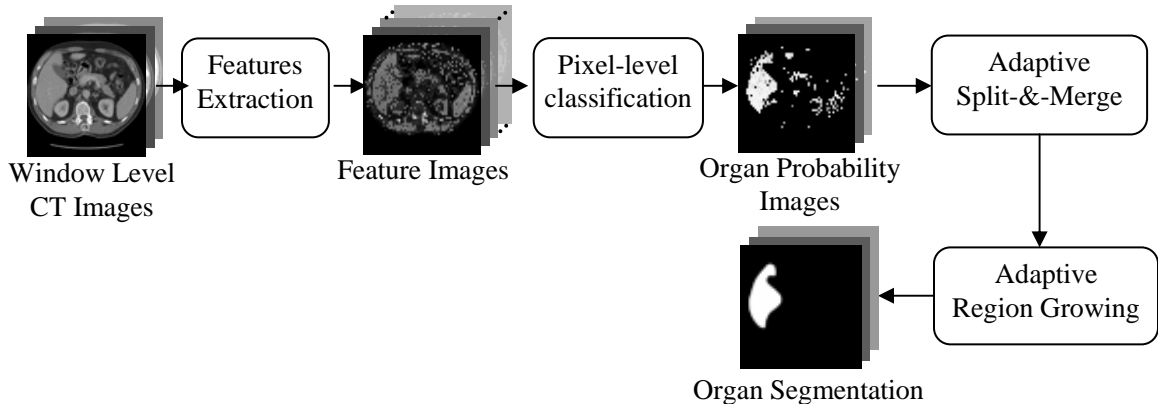 Features
Extraction
Pixel-level
classification
Adaptive
Split-&-Merge
Window Level
CT Images
Feature Images
Organ Probability
Images
Adaptive
Region Growing
Organ Segmentation